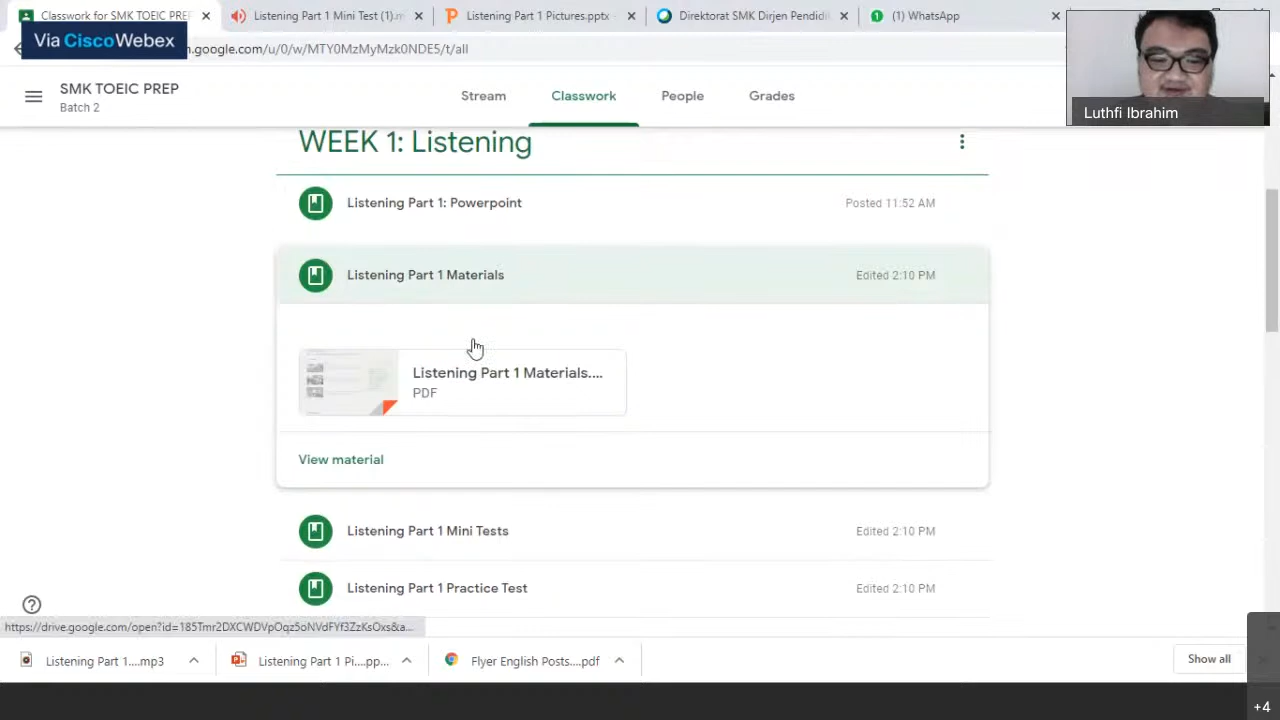 Classwork for SMK TOEIC PREP
Listening Part 1 Mini Test (1).m
Listening Part 1 Pictures.pptx
Direktorat SMK Dirjen Pendidi
(1) WhatsApp
Via CiscoWebex
.google.com/u/0/w/MTY0MzMyMzk0NDE5/t/all
SMK TOEIC PREP
Batch 2
Stream
Classwork
People
Grades
Luthfi Ibrahim
WEEK 1: Listening
Listening Part 1: Powerpoint
Posted 11:52 AM
Listening Part 1 Materials
Edited 2:10 PM
Listening Part 1 Materials....
PDF
View material
Listening Part 1 Mini Tests
Edited 2:10 PM
Listening Part 1 Practice Test
Edited 2:10 PM
https://drive.google.com/open?id=185Tmr2DXCWDVpOqz5oNVdFYf3ZzKsOxs&a...
Listening Part 1....mp3
Listening Part 1 Pi....pp...
Flyer English Posts....pdf
Show all
+4